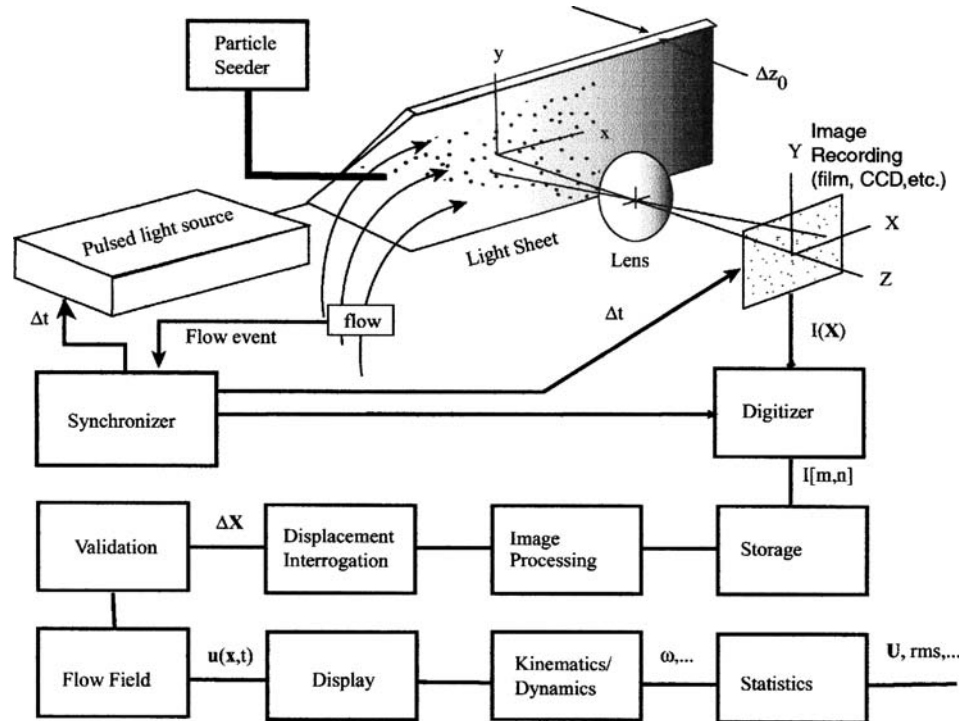 Particle
Seeder
y
x
Δz₀
Image
Recording
(film, CCD,etc.)
Y
X
Z
Pulsed light source
Light Sheet
Lens
Δt
Flow event
flow
Δt
I(X)
Synchronizer
Digitizer
I[m,n]
Validation
ΔX
Displacement
Interrogation
Image
Processing
Storage
Flow Field
u(x,t)
Display
Kinematics/
Dynamics
ω,...
Statistics
U, rms,...